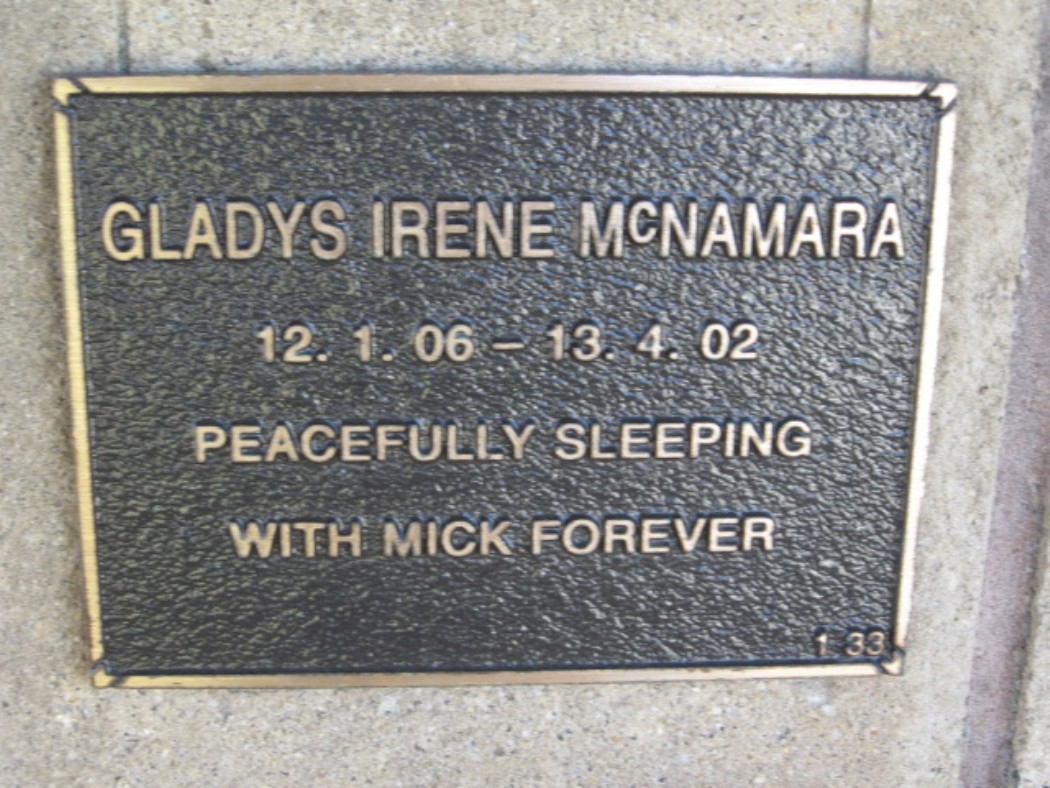 GLADYS IRENE McNAMARA
12. 1. 06 – 13. 4. 02
PEACEFULLY SLEEPING
WITH MICK FOREVER
1 33